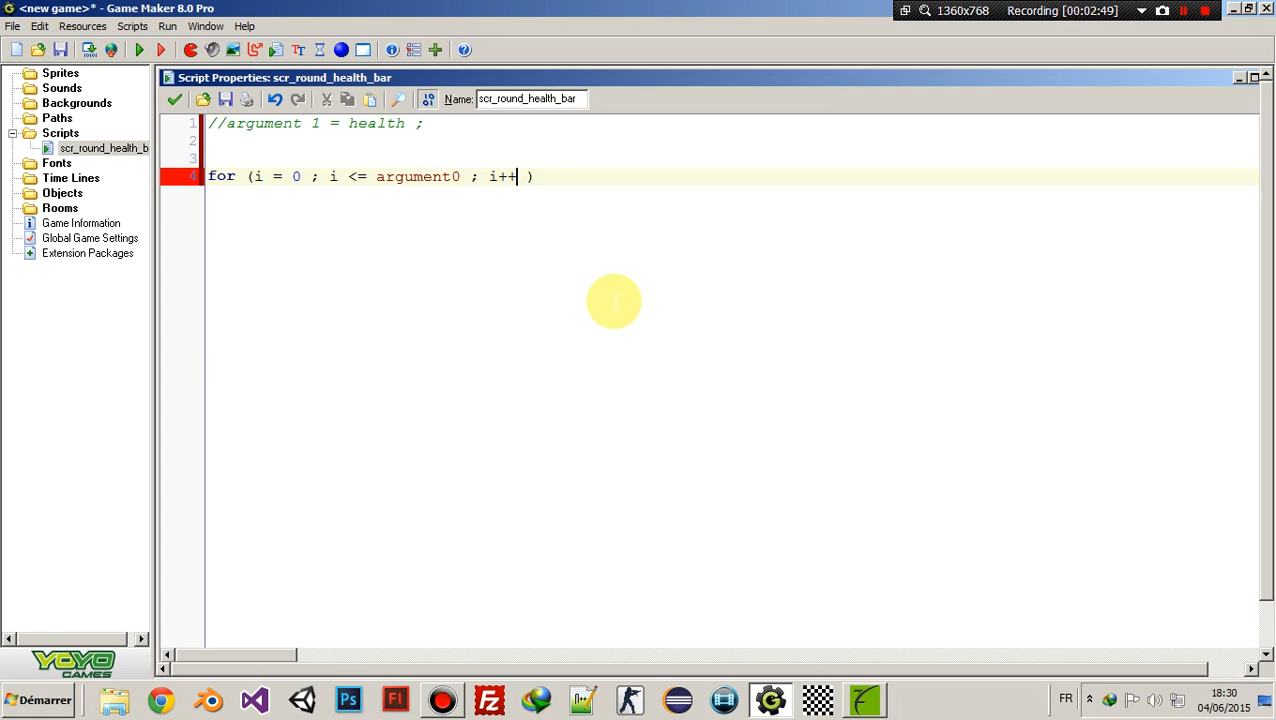 <new game>* - Game Maker 8.0 Pro
1360x768 Recording [00:02:49]
File Edit Resources Scripts Run Window Help
Sprites
Sounds
Backgrounds
Paths
Scripts
scr_round_health_b
Fonts
Time Lines
Objects
Rooms
Game Information
Global Game Settings
Extension Packages
Script Properties: scr_round_health_bar
Name: scr_round_health_bar
1 //argument 1 = health ;
2
3
4 for (i = 0 ; i <= argument0 ; i++ )
YOYO
GAMES
Démarrer
Ps
Fl
FZ
FR
18:30
04/06/2015